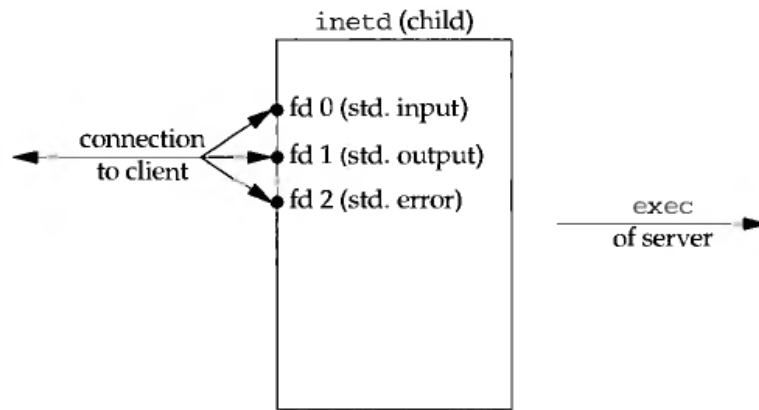 inetd (child)
fd 0 (std. input)
connection
to client
fd 1 (std. output)
fd 2 (std. error)
exec
of server